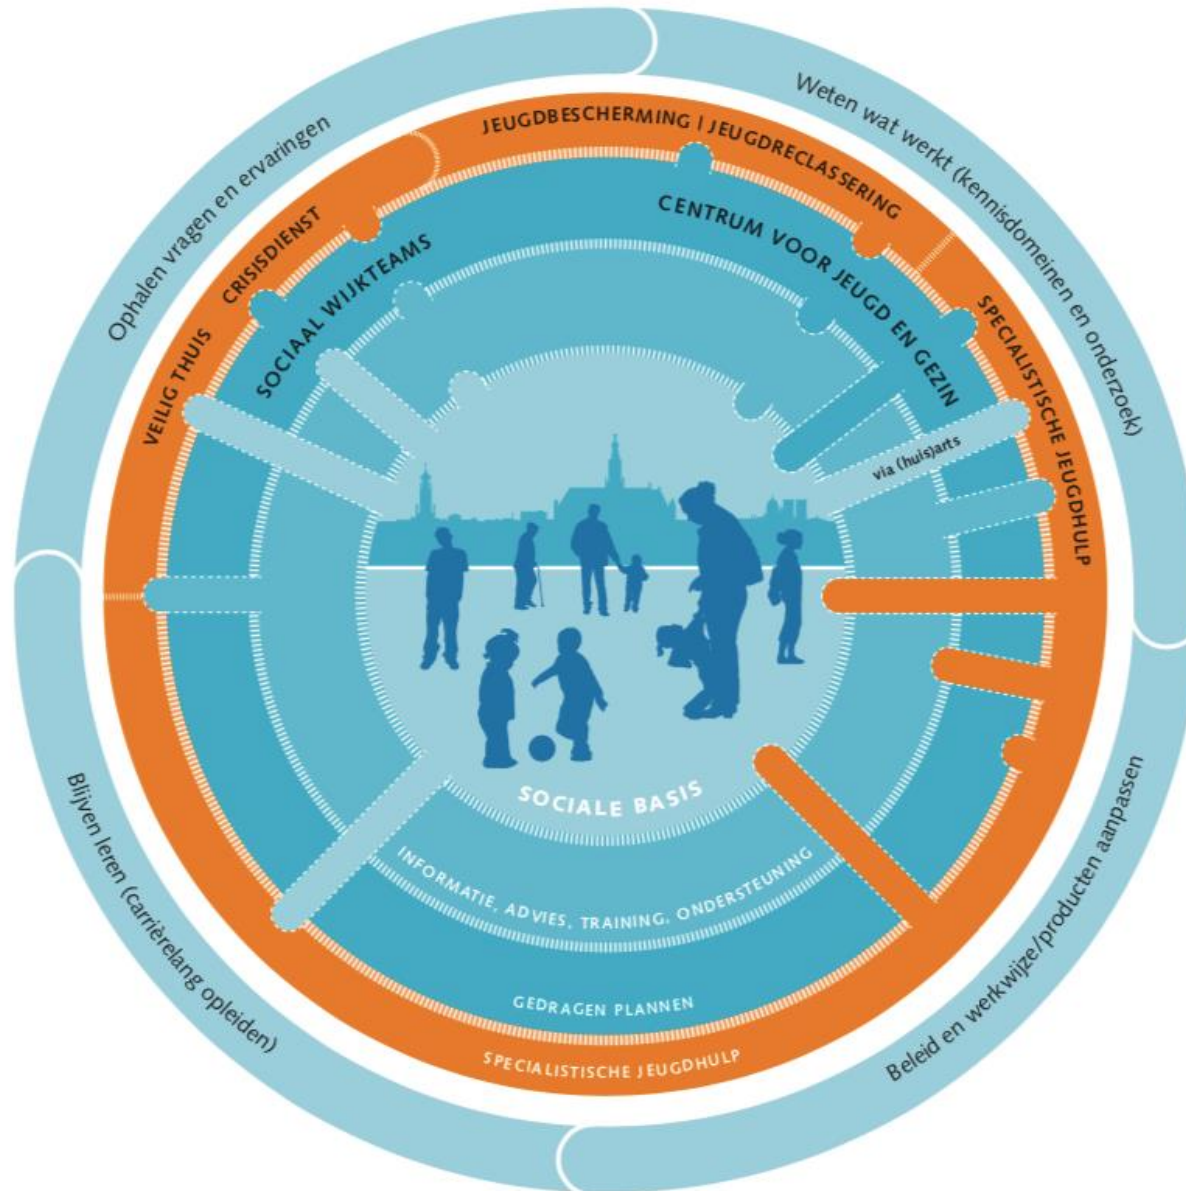 Ophalen vragen en ervaringen
Weten wat werkt (kennisdomeinen en onderzoek)
Beleid en werkwijze/producten aanpassen
Blijven leren (carrièrelang opleiden)
JEUGDBESCHERMING | JEUGDRECLASSERING
VEILIG THUIS
CRISISDIENST
SPECIALISTISCHE JEUGDHULP
SOCIAAL WIJKTEAMS
CENTRUM VOOR JEUGD EN GEZIN
via (huis)arts
SOCIALE BASIS
INFORMATIE, ADVIES, TRAINING, ONDERSTEUNING
GEDRAGEN PLANNEN
SPECIALISTISCHE JEUGDHULP